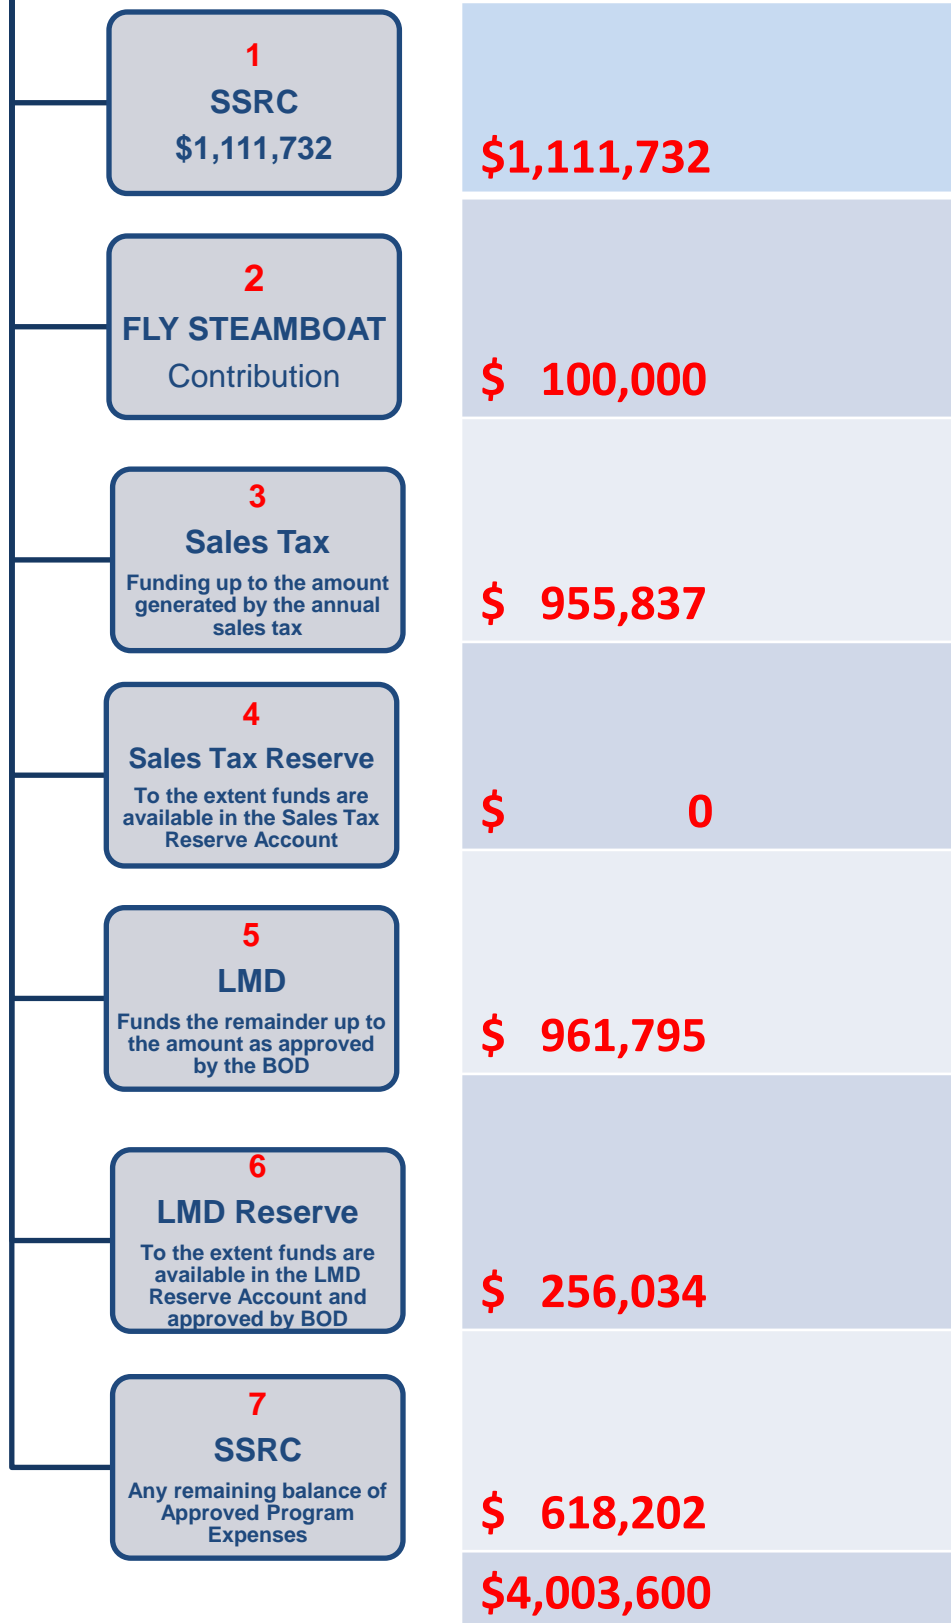 1
SSRC
$1,111,732
$1,111,732
2
FLY STEAMBOAT
Contribution
$ 100,000
3
Sales Tax
Funding up to the amount
generated by the annual
sales tax
$ 955,837
4
Sales Tax Reserve
To the extent funds are
available in the Sales Tax
Reserve Account
$ 0
5
LMD
Funds the remainder up to
the amount as approved
by the BOD
$ 961,795
6
LMD Reserve
To the extent funds are
available in the LMD
Reserve Account and
approved by BOD
$ 256,034
7
SSRC
Any remaining balance of
Approved Program
Expenses
$ 618,202
$4,003,600